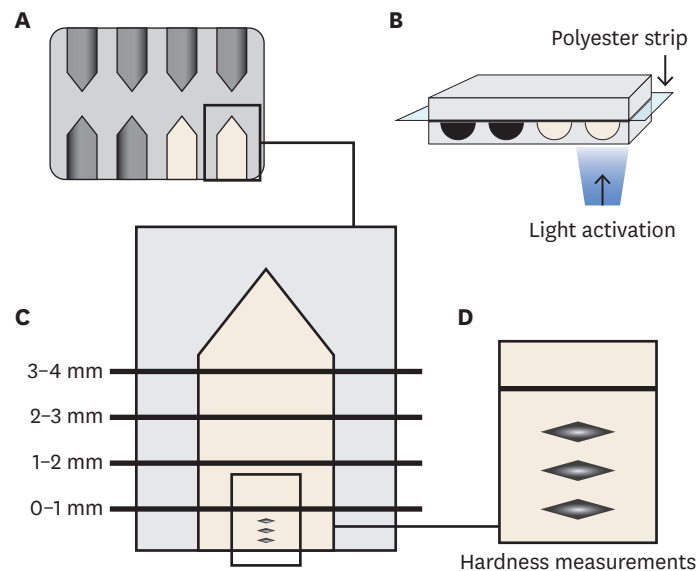 A
B
Polyester strip
Light activation
C
D
3–4 mm
2–3 mm
1–2 mm
0–1 mm
Hardness measurements